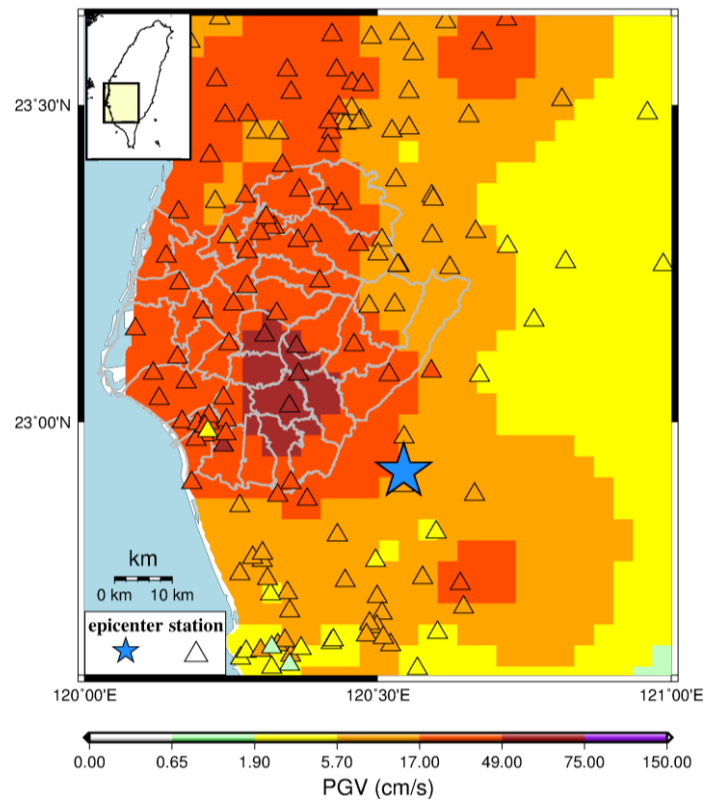 23°30'N
23°00'N
km
0 km 10 km
epicenter station
120°00'E 120°30'E 121°00'E
0.00 0.65 1.90 5.70 17.00 49.00 75.00 150.00
PGV (cm/s)